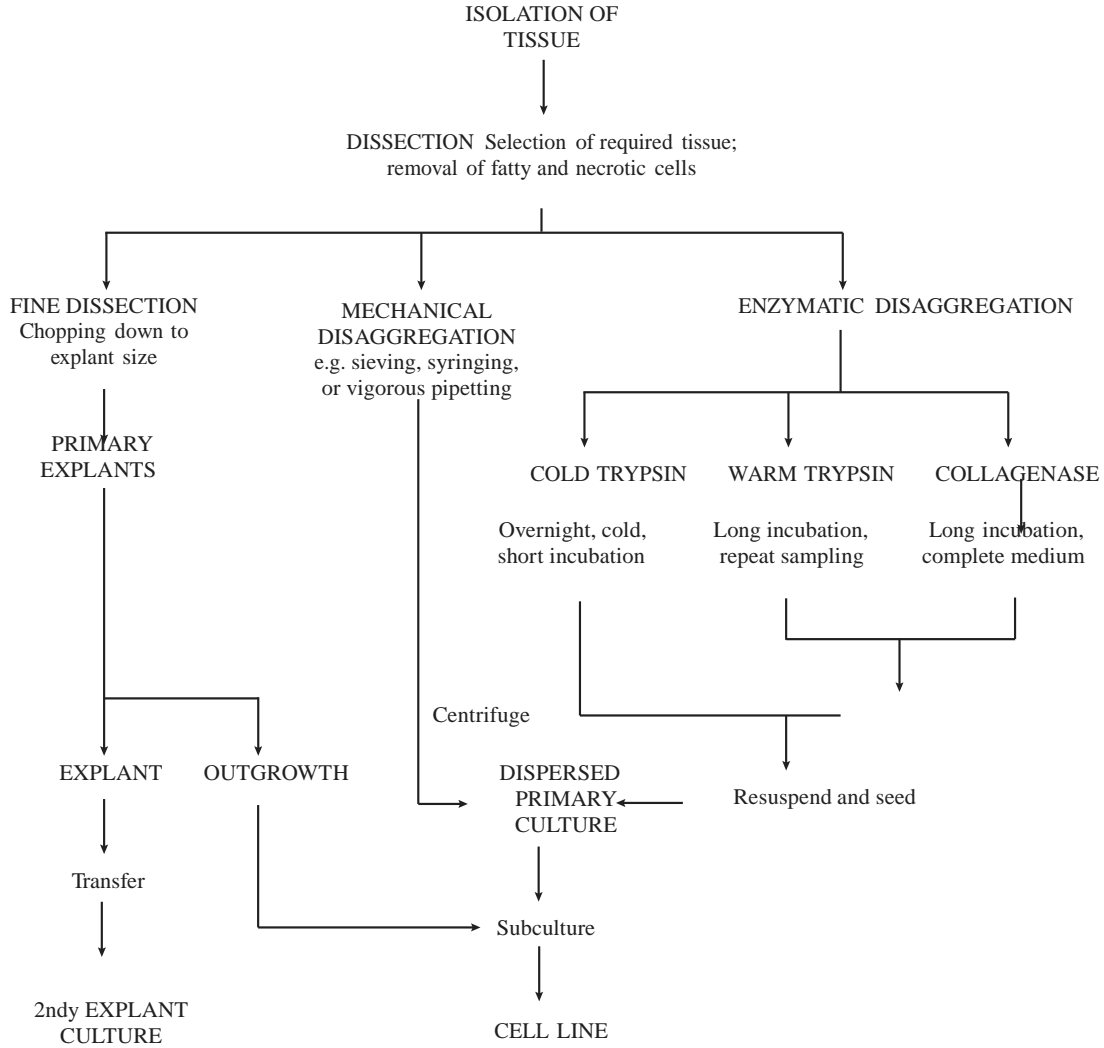 ISOLATION OF
TISSUE
DISSECTION Selection of required tissue;
removal of fatty and necrotic cells
FINE DISSECTION
Chopping down to
explant size
MECHANICAL
DISAGGREGATION
e.g. sieving, syringing,
or vigorous pipetting
ENZYMATIC DISAGGREGATION
PRIMARY
EXPLANTS
COLD TRYPSIN
Overnight, cold,
short incubation
WARM TRYPSIN
Long incubation,
repeat sampling
COLLAGENASE
Long incubation,
complete medium
Centrifuge
EXPLANT
OUTGROWTH
DISPERSED
PRIMARY
CULTURE
Resuspend and seed
Transfer
Subculture
2ndy EXPLANT
CULTURE
CELL LINE